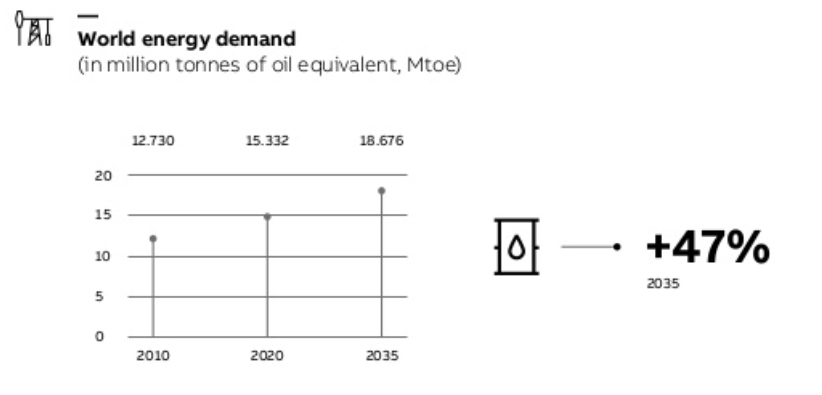 World energy demand
(in million tonnes of oil equivalent, Mtoe)
12.730 15.332 18.676
20
15
10
5
0
2010 2020 2035
+47%
2035